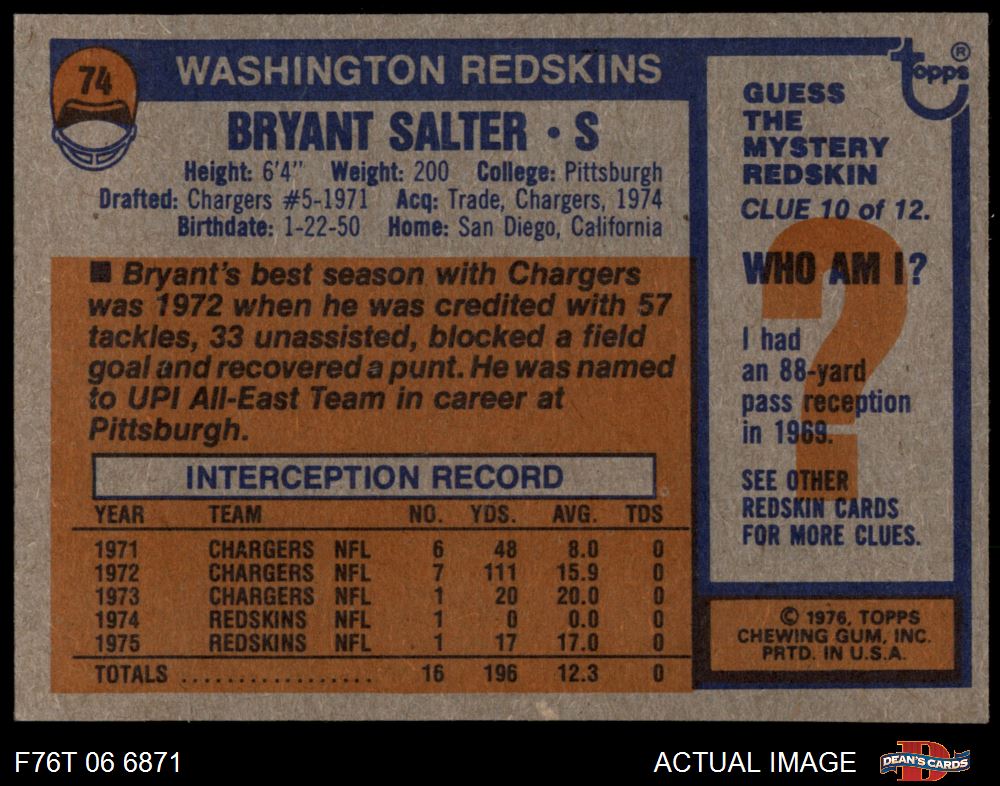 74
WASHINGTON REDSKINS
BRYANT SALTER • S
Height: 6'4" Weight: 200 College: Pittsburgh
Drafted: Chargers #5-1971 Acq: Trade, Chargers, 1974
Birthdate: 1-22-50 Home: San Diego, California
■ Bryant's best season with Chargers
was 1972 when he was credited with 57
tackles, 33 unassisted, blocked a field
goal and recovered a punt. He was named
to UPI All-East Team in career at
Pittsburgh.
INTERCEPTION RECORD
YEAR TEAM NO. YDS. AVG. TDS
1971 CHARGERS NFL 6 48 8.0 0
1972 CHARGERS NFL 7 111 15.9 0
1973 CHARGERS NFL 1 20 20.0 0
1974 REDSKINS NFL 1 0 0.0 0
1975 REDSKINS NFL 1 17 17.0 0
TOTALS ................. 16 196 12.3 0
topps®
GUESS
THE
MYSTERY
REDSKIN
CLUE 10 of 12.
WHO AM I?
?
I had
an 88-yard
pass reception
in 1969.
SEE OTHER
REDSKIN CARDS
FOR MORE CLUES.
© 1976, TOPPS
CHEWING GUM, INC.
PRTD. IN U.S.A.
F76T 06 6871
ACTUAL IMAGE
D
DEAN'S CARDS